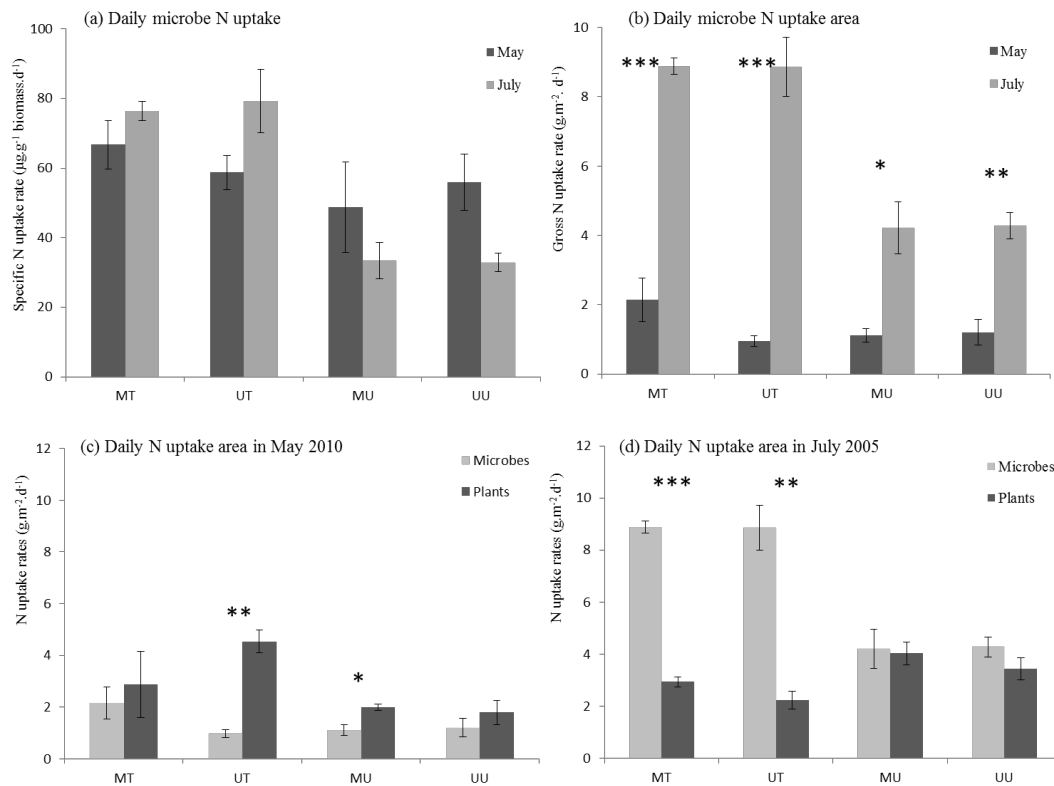 (a) Daily microbe N uptake
100
80
60
40
20
0
Specific N uptake rate (µg.g⁻¹ biomass.d⁻¹)
May
July
MT UT MU UU
(b) Daily microbe N uptake area
10
8
6
4
2
0
Gross N uptake rate (g.m⁻². d⁻¹)
May
July
*** *** * **
MT UT MU UU
(c) Daily N uptake area in May 2010
12
10
8
6
4
2
0
N uptake rates (g.m⁻².d⁻¹)
Microbes
Plants
** *
MT UT MU UU
(d) Daily N uptake area in July 2005
12
10
8
6
4
2
0
N uptake rates (g.m⁻².d⁻¹)
Microbes
Plants
*** **
MT UT MU UU